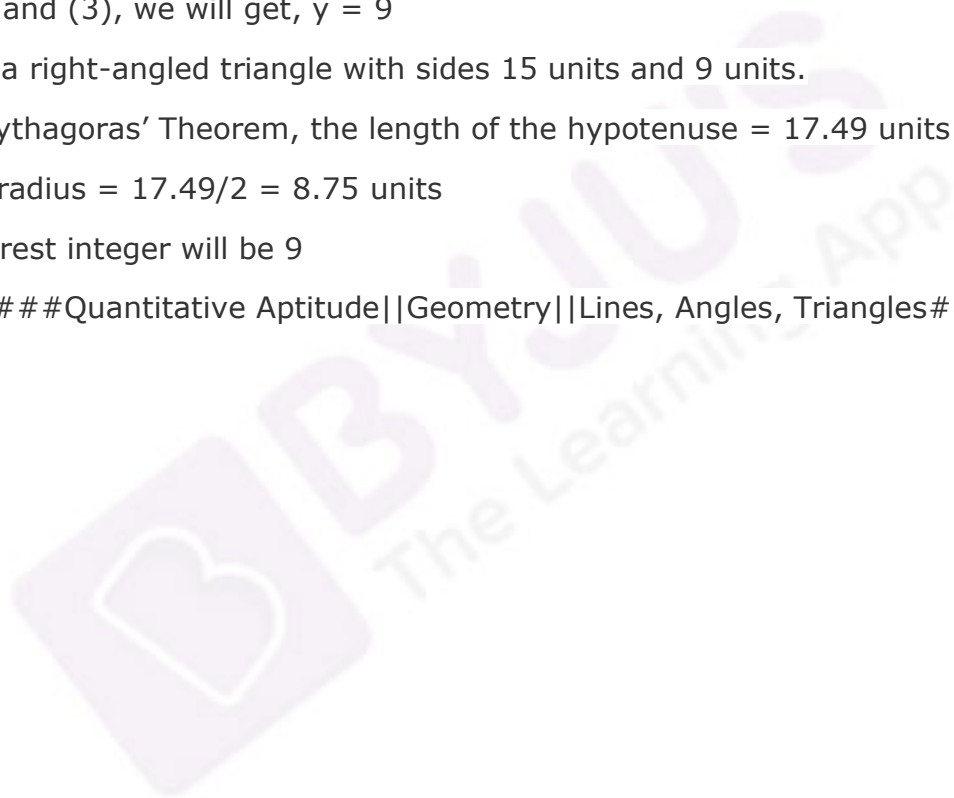 and (3), we will get, y = 9
a right-angled triangle with sides 15 units and 9 units.
ythagoras’ Theorem, the length of the hypotenuse = 17.49 units
radius = 17.49/2 = 8.75 units
rest integer will be 9
###Quantitative Aptitude||Geometry||Lines, Angles, Triangles#
BYJU'S
The Learning App